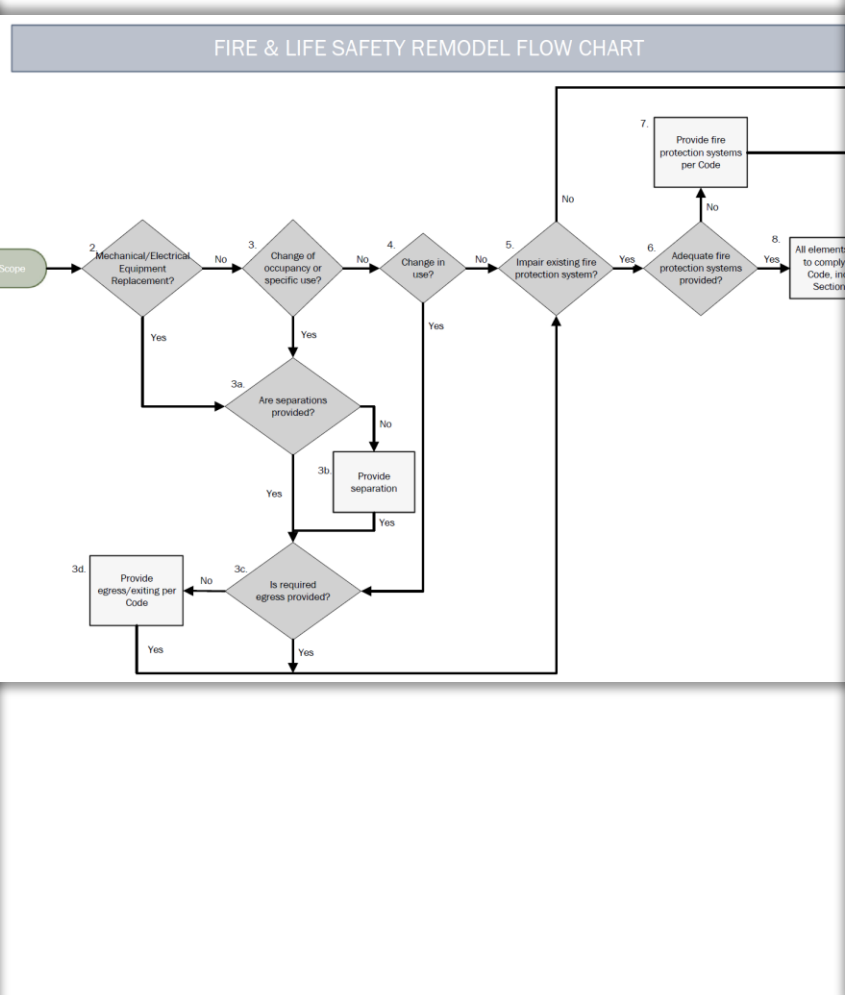 FIRE & LIFE SAFETY REMODEL FLOW CHART
7.
Provide fire
protection systems
per Code
No
No
Scope
2.
Mechanical/Electrical
Equipment
Replacement?
No
3.
Change of
occupancy or
specific use?
No
4.
Change in
use?
No
5.
Impair existing fire
protection system?
Yes
6.
Adequate fire
protection systems
provided?
Yes
8.
All elements
to comply
Code,
Section
Yes
Yes
Yes
3a.
Are separations
provided?
No
3b.
Provide
separation
Yes
Yes
3c.
Is required
egress provided?
No
3d.
Provide
egress/exiting per
Code
Yes
Yes